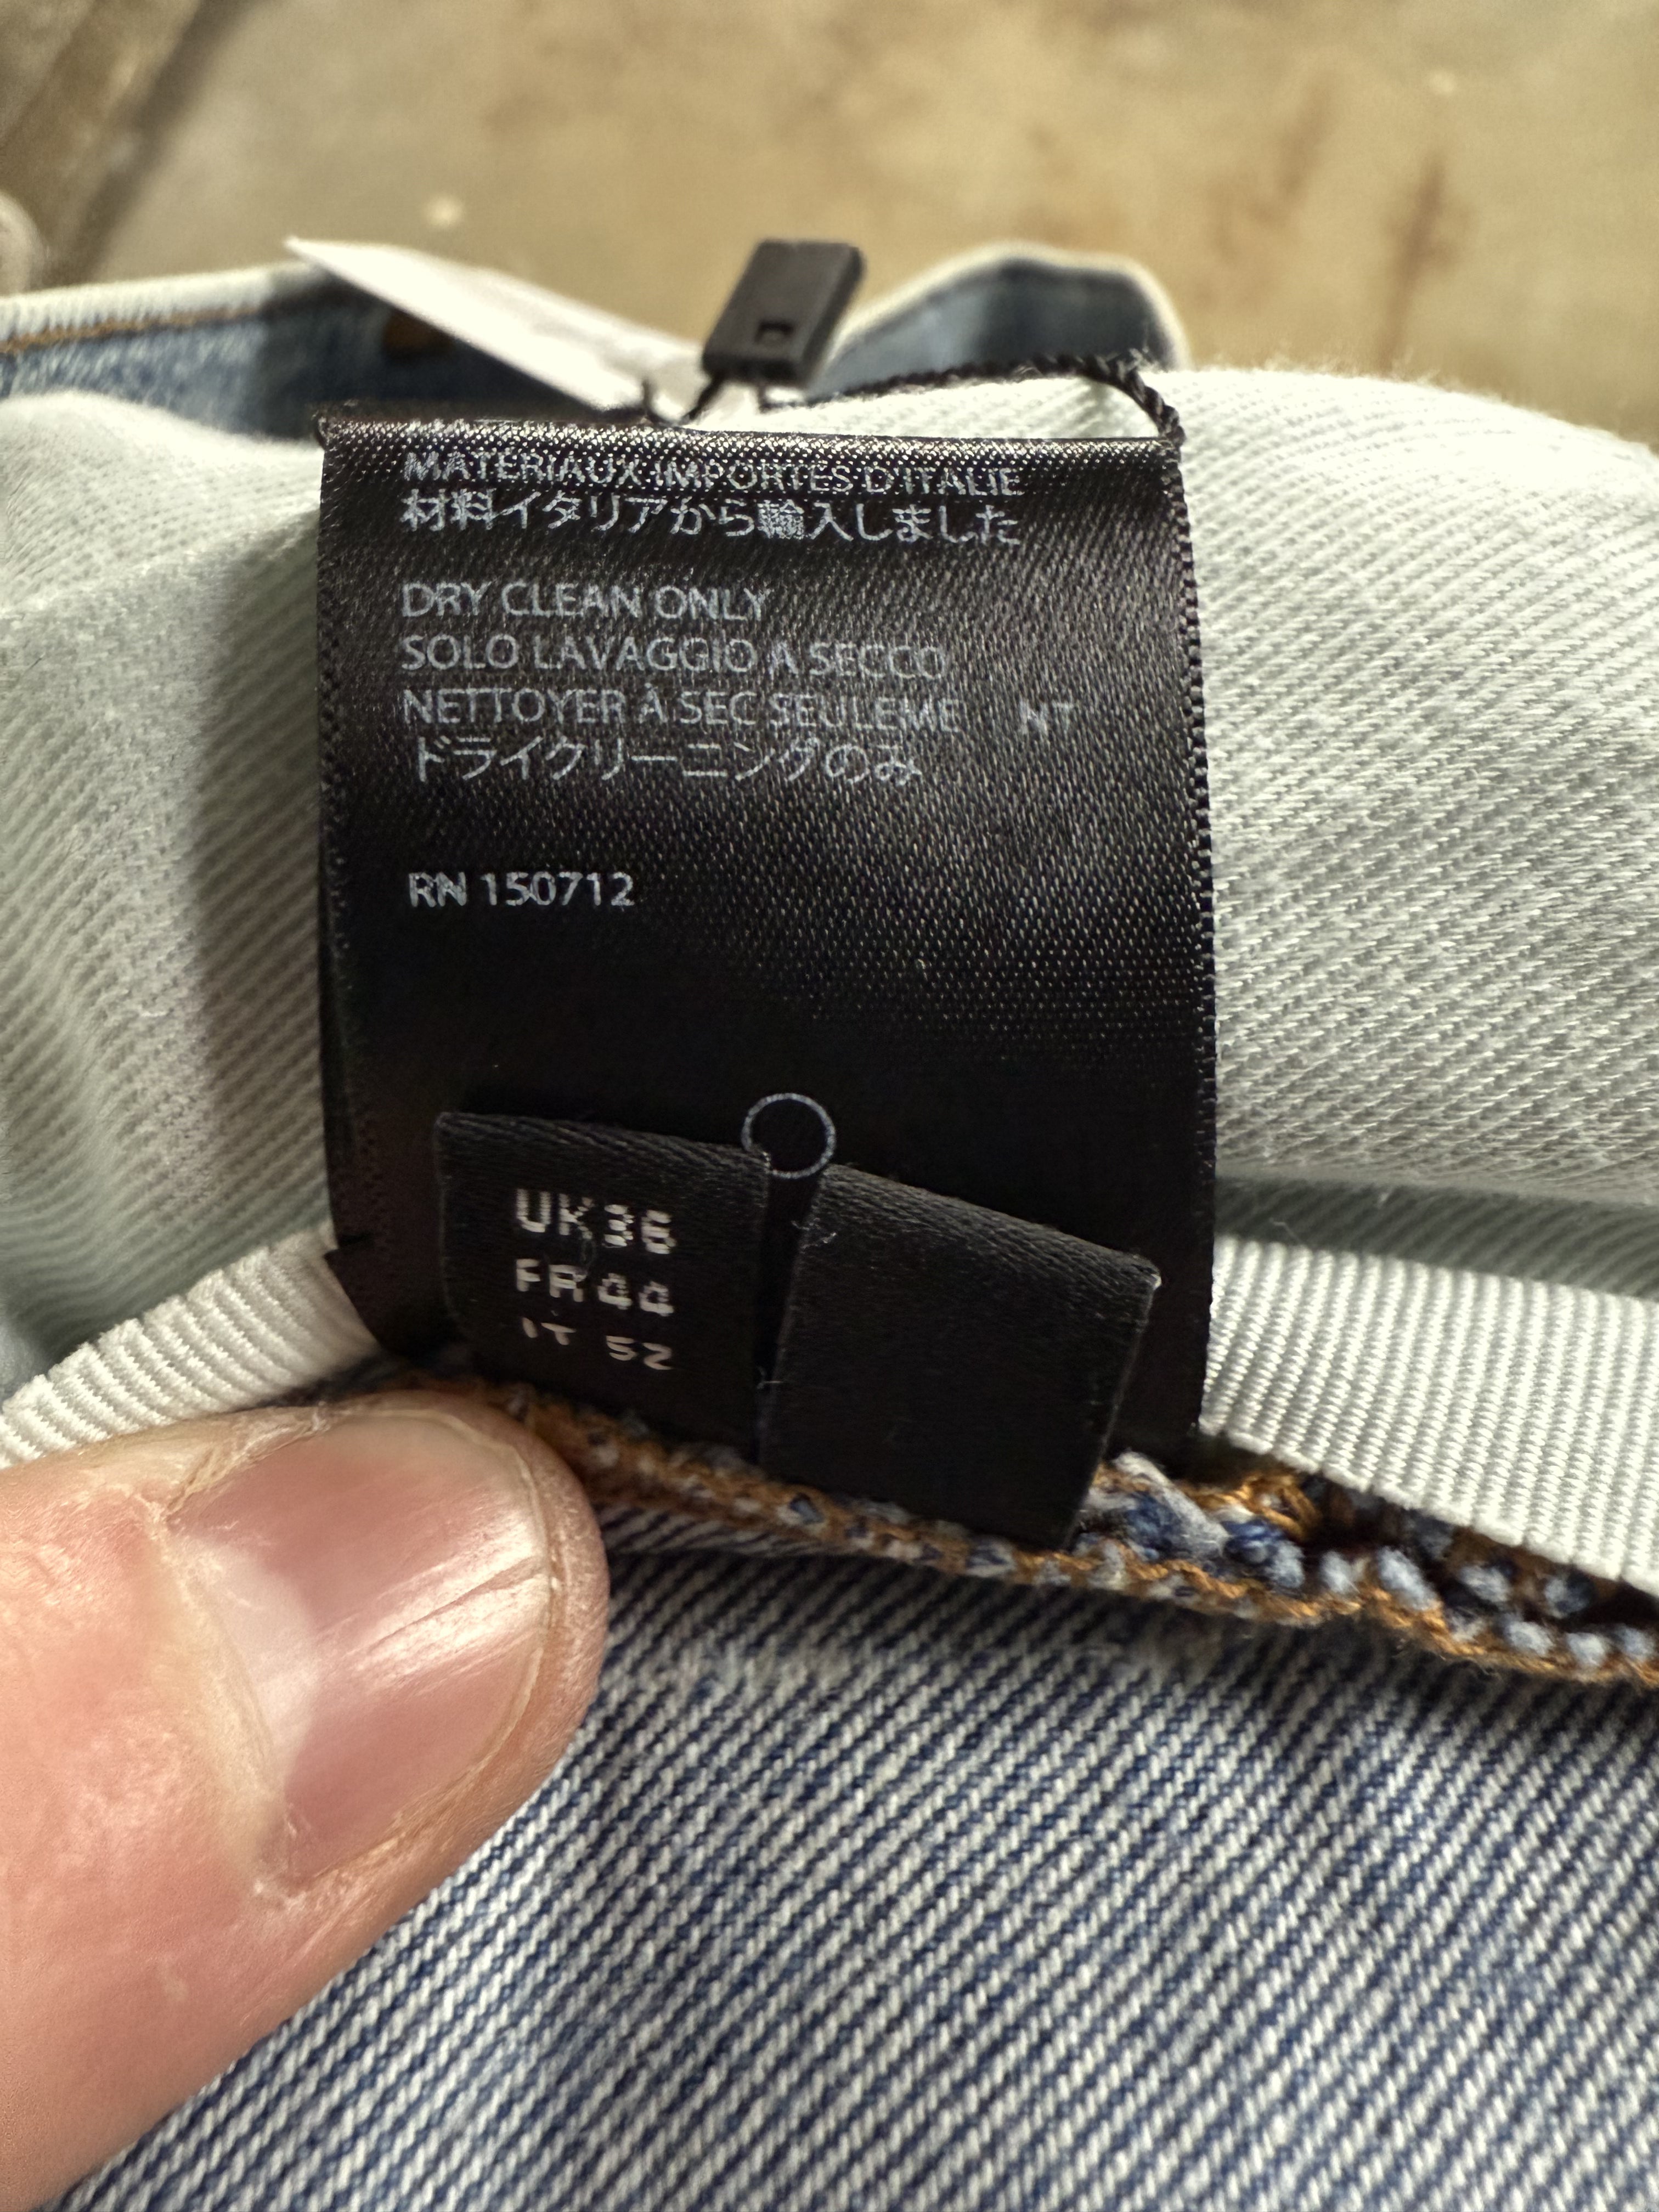 MATÉRIAUX IMPORTÉS D'ITALIE
材料イタリアから輸入しました
DRY CLEAN ONLY
SOLO LAVAGGIO A SECCO
NETTOYER À SEC SEULEME NT
ドライクリーニングのみ
RN 150712
UK36
FR44
IT 52